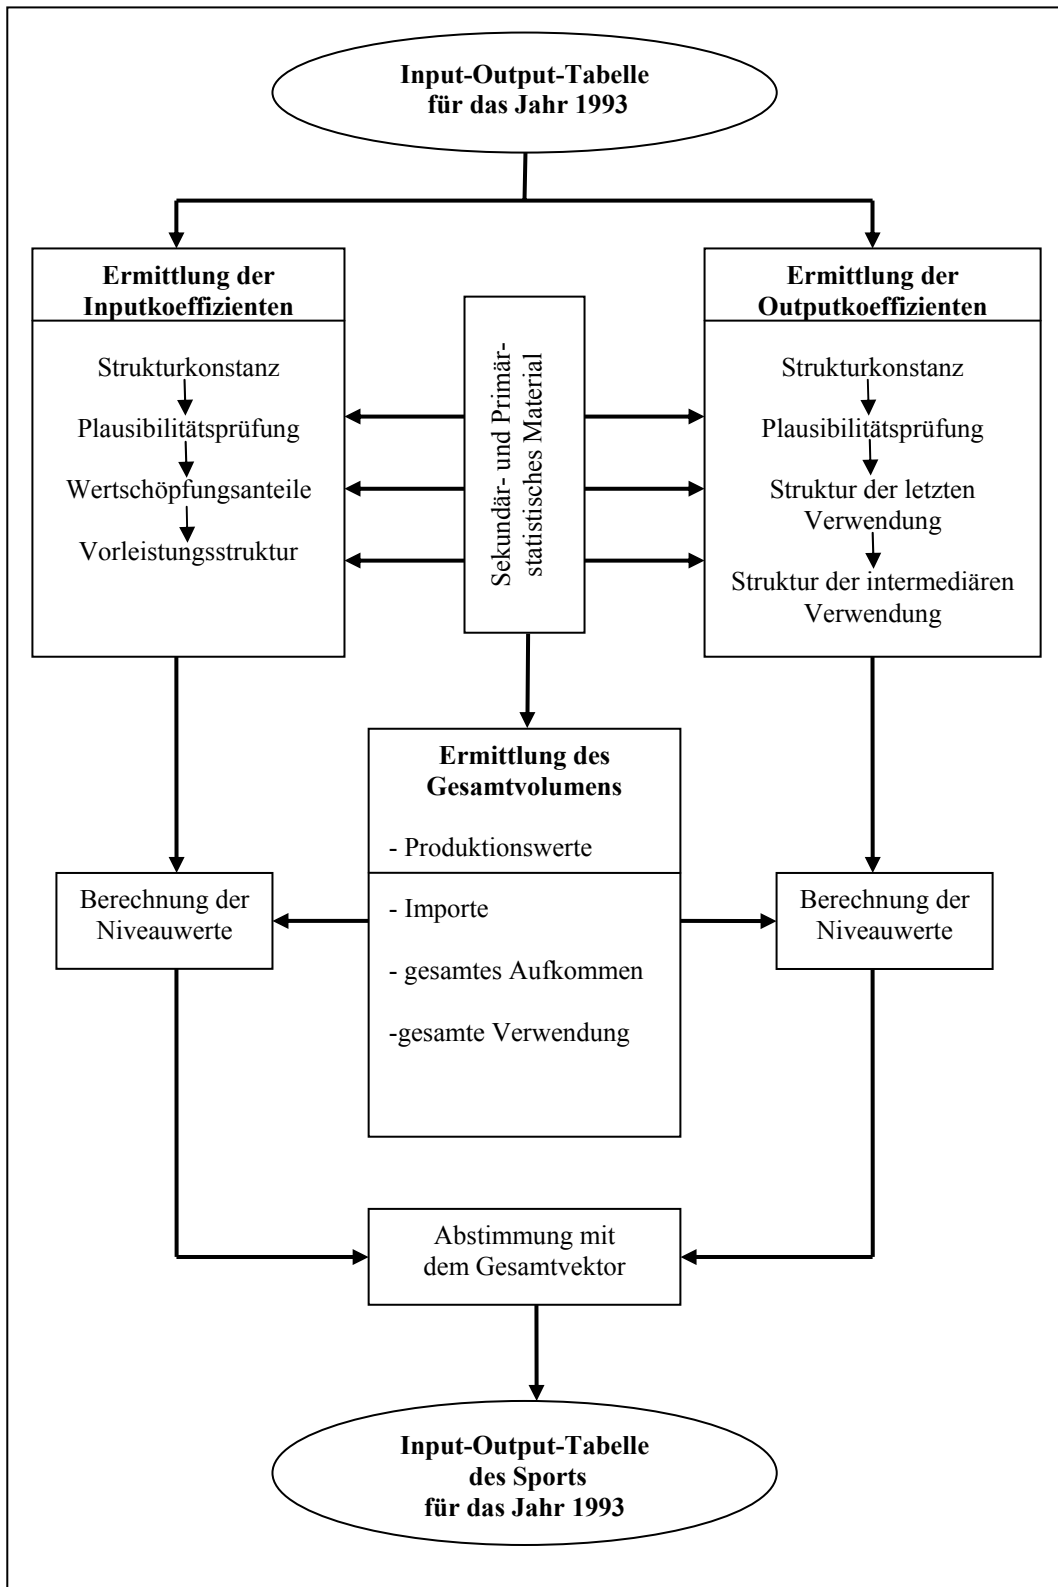 Input-Output-Tabelle
für das Jahr 1993
Ermittlung der
Inputkoeffizienten
Strukturkonstanz
Plausibilitätsprüfung
Wertschöpfungsanteile
Vorleistungsstruktur
Sekundär- und Primär-
statistisches Material
Ermittlung der
Outputkoeffizienten
Strukturkonstanz
Plausibilitätsprüfung
Struktur der letzten
Verwendung
Struktur der intermediären
Verwendung
Ermittlung des
Gesamtvolumens
- Produktionswerte
- Importe
- gesamtes Aufkommen
-gesamte Verwendung
Berechnung der
Niveauwerte
Berechnung der
Niveauwerte
Abstimmung mit
dem Gesamtvektor
Input-Output-Tabelle
des Sports
für das Jahr 1993